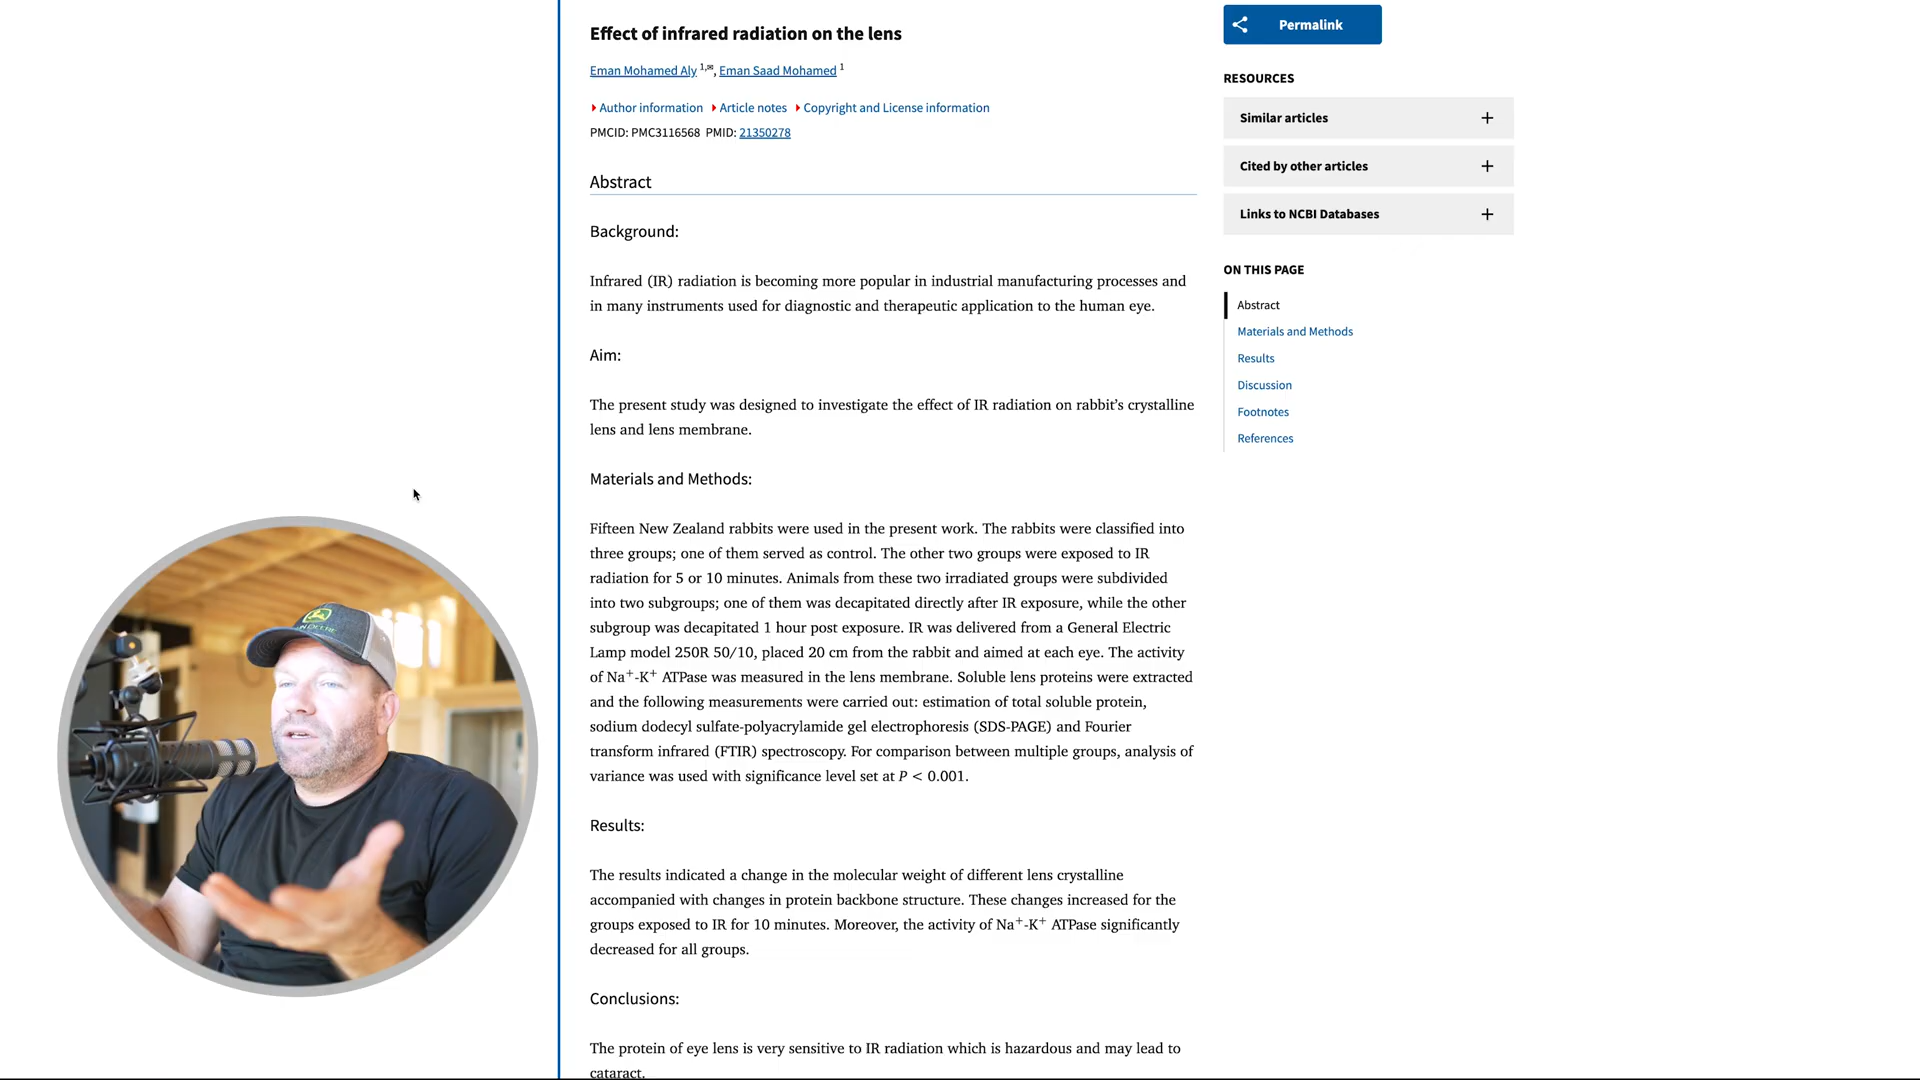 Effect of infrared radiation on the lens
Eman Mohamed Aly 1,✉, Eman Saad Mohamed 1
Author information Article notes Copyright and License information
PMCID: PMC3116568 PMID: 21350278
Abstract
Background:
Infrared (IR) radiation is becoming more popular in industrial manufacturing processes and
in many instruments used for diagnostic and therapeutic application to the human eye.
Aim:
The present study was designed to investigate the effect of IR radiation on rabbit’s crystalline
lens and lens membrane.
Materials and Methods:
Fifteen New Zealand rabbits were used in the present work. The rabbits were classified into
three groups; one of them served as control. The other two groups were exposed to IR
radiation for 5 or 10 minutes. Animals from these two irradiated groups were subdivided
into two subgroups; one of them was decapitated directly after IR exposure, while the other
subgroup was decapitated 1 hour post exposure. IR was delivered from a General Electric
Lamp model 250R 50/10, placed 20 cm from the rabbit and aimed at each eye. The activity
of Na+-K+ ATPase was measured in the lens membrane. Soluble lens proteins were extracted
and the following measurements were carried out: estimation of total soluble protein,
sodium dodecyl sulfate-polyacrylamide gel electrophoresis (SDS-PAGE) and Fourier
transform infrared (FTIR) spectroscopy. For comparison between multiple groups, analysis of
variance was used with significance level set at P < 0.001.
Results:
The results indicated a change in the molecular weight of different lens crystalline
accompanied with changes in protein backbone structure. These changes increased for the
groups exposed to IR for 10 minutes. Moreover, the activity of Na+-K+ ATPase significantly
decreased for all groups.
Conclusions:
The protein of eye lens is very sensitive to IR radiation which is hazardous and may lead to
cataract.
Permalink
RESOURCES
Similar articles
Cited by other articles
Links to NCBI Databases
ON THIS PAGE
Abstract
Materials and Methods
Results
Discussion
Footnotes
References